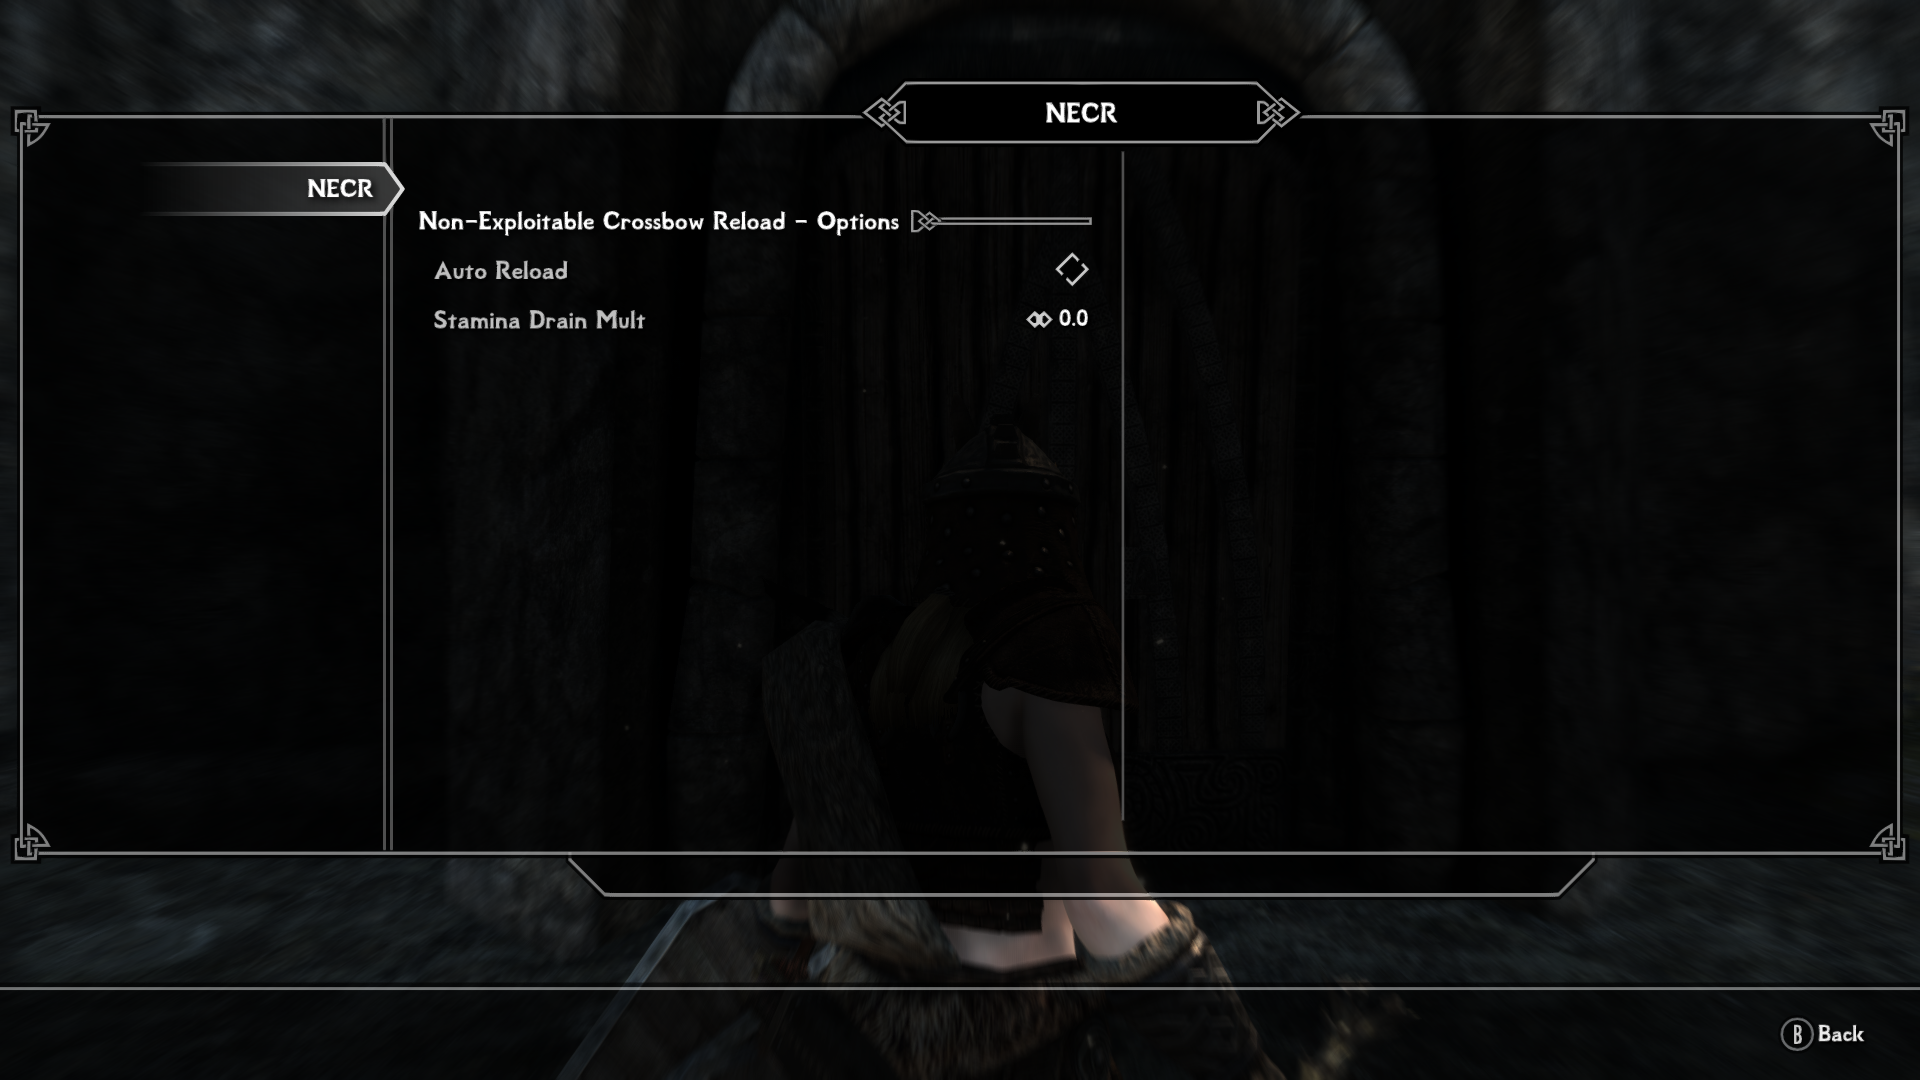 NECR
NECR
Non-Exploitable Crossbow Reload - Options
Auto Reload
Stamina Drain Mult 0.0
B Back